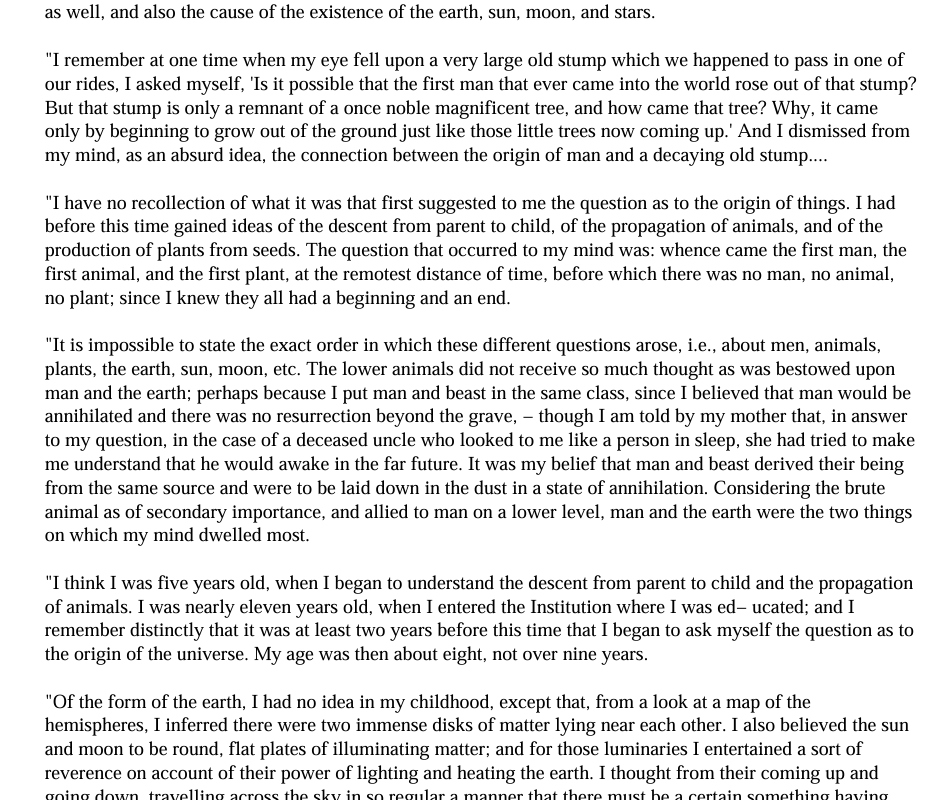 as well, and also the cause of the existence of the earth, sun, moon, and stars.
"I remember at one time when my eye fell upon a very large old stump which we happened to pass in one of
our rides, I asked myself, 'Is it possible that the first man that ever came into the world rose out of that stump?
But that stump is only a remnant of a once noble magnificent tree, and how came that tree? Why, it came
only by beginning to grow out of the ground just like those little trees now coming up.' And I dismissed from
my mind, as an absurd idea, the connection between the origin of man and a decaying old stump....
"I have no recollection of what it was that first suggested to me the question as to the origin of things. I had
before this time gained ideas of the descent from parent to child, of the propagation of animals, and of the
production of plants from seeds. The question that occurred to my mind was: whence came the first man, the
first animal, and the first plant, at the remotest distance of time, before which there was no man, no animal,
no plant; since I knew they all had a beginning and an end.
"It is impossible to state the exact order in which these different questions arose, i.e., about men, animals,
plants, the earth, sun, moon, etc. The lower animals did not receive so much thought as was bestowed upon
man and the earth; perhaps because I put man and beast in the same class, since I believed that man would be
annihilated and there was no resurrection beyond the grave, – though I am told by my mother that, in answer
to my question, in the case of a deceased uncle who looked to me like a person in sleep, she had tried to make
me understand that he would awake in the far future. It was my belief that man and beast derived their being
from the same source and were to be laid down in the dust in a state of annihilation. Considering the brute
animal as of secondary importance, and allied to man on a lower level, man and the earth were the two things
on which my mind dwelled most.
"I think I was five years old, when I began to understand the descent from parent to child and the propagation
of animals. I was nearly eleven years old, when I entered the Institution where I was ed– ucated; and I
remember distinctly that it was at least two years before this time that I began to ask myself the question as to
the origin of the universe. My age was then about eight, not over nine years.
"Of the form of the earth, I had no idea in my childhood, except that, from a look at a map of the
hemispheres, I inferred there were two immense disks of matter lying near each other. I also believed the sun
and moon to be round, flat plates of illuminating matter; and for those luminaries I entertained a sort of
reverence on account of their power of lighting and heating the earth. I thought from their coming up and
going down, travelling across the sky in so regular a manner that there must be a certain something having